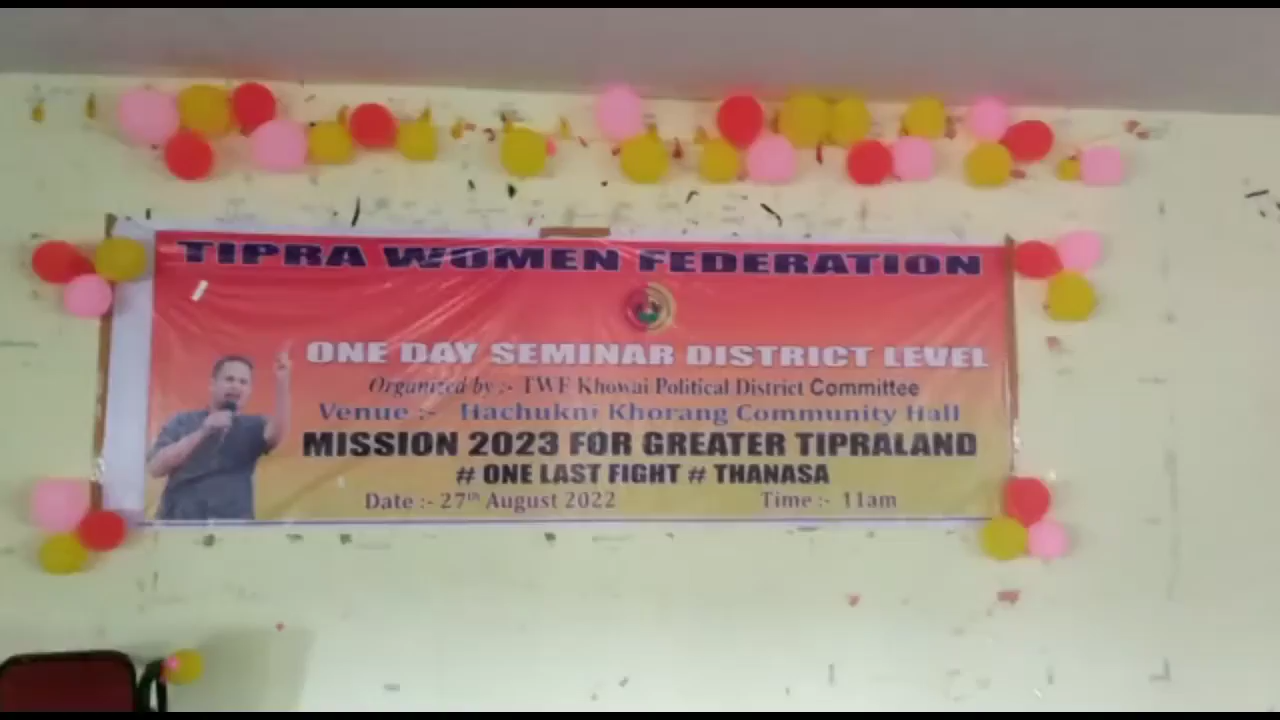 TIPRA WOMEN FEDERATION
ONE DAY SEMINAR DISTRICT LEVEL
Organized by :- TWF Khowai Political District Committee
Venue :- Hachukni Khorang Community Hall
MISSION 2023 FOR GREATER TIPRALAND
# ONE LAST FIGHT # THANASA
Date :- 27th August 2022 Time :- 11am